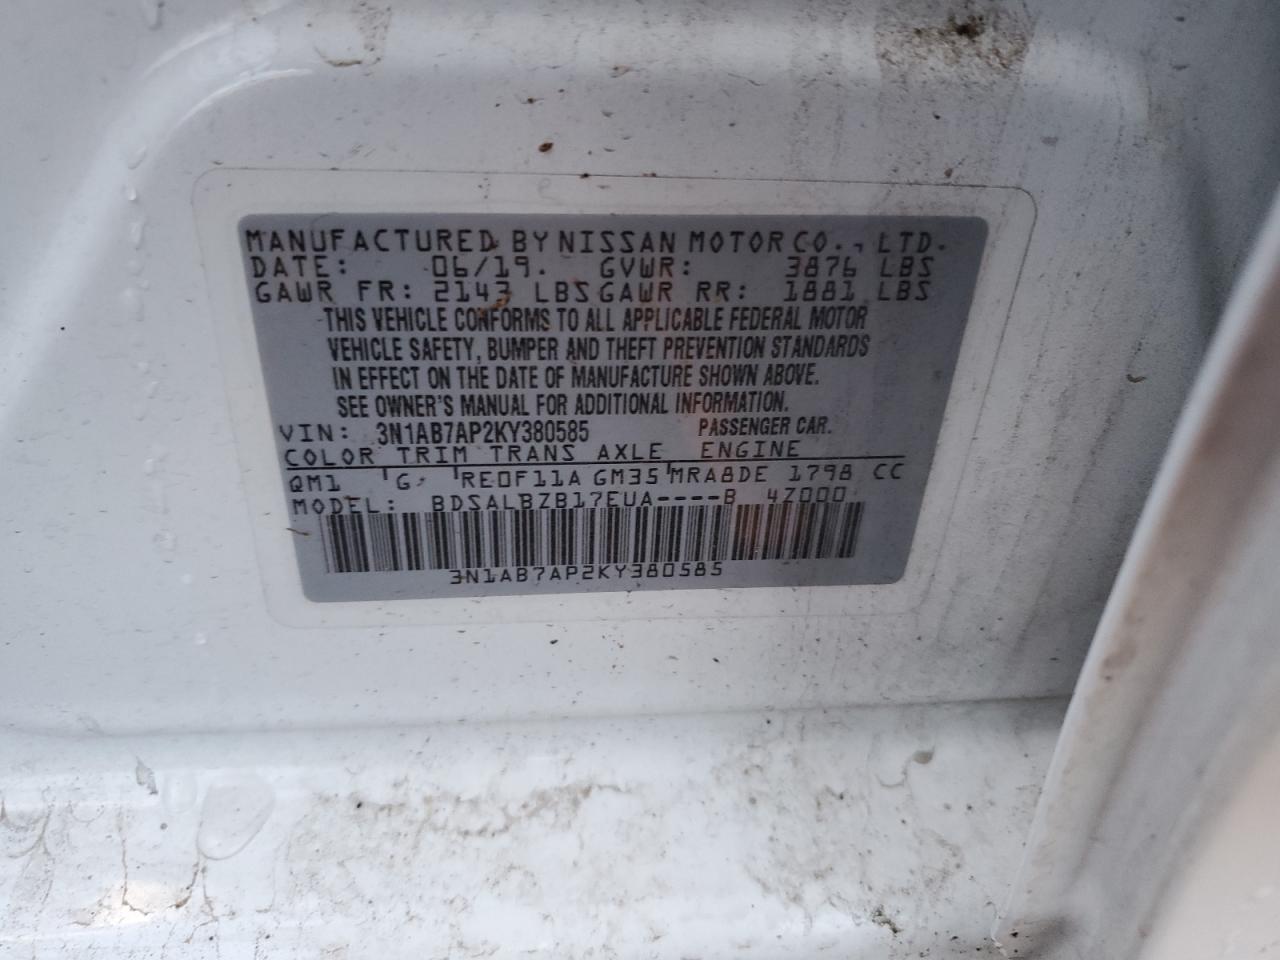 MANUFACTURED BY NISSAN MOTOR CO., LTD.
DATE: 06/19. GVWR: 3876 LBS
GAWR FR: 2143 LBS GAWR RR: 1881 LBS
THIS VEHICLE CONFORMS TO ALL APPLICABLE FEDERAL MOTOR
VEHICLE SAFETY, BUMPER AND THEFT PREVENTION STANDARDS
IN EFFECT ON THE DATE OF MANUFACTURE SHOWN ABOVE.
SEE OWNER'S MANUAL FOR ADDITIONAL INFORMATION.
VIN: 3N1AB7AP2KY380585 PASSENGER CAR.
COLOR TRIM TRANS AXLE ENGINE
QM1 G RE0F11A GM35 MRA8DE 1798 CC
MODEL: BDSALBZB17EUA----B 4Z000
3N1AB7AP2KY380585